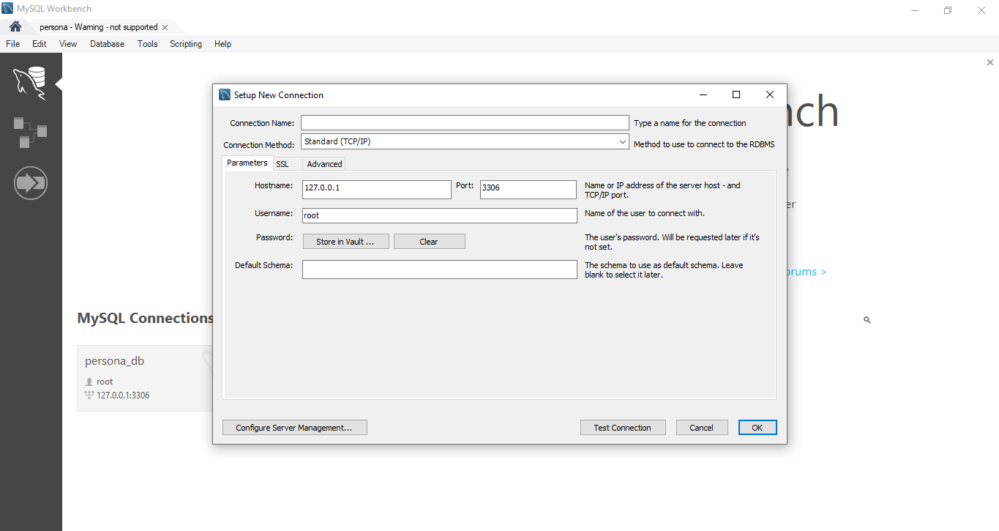 MySQL Workbench
persona - Warning - not supported
File Edit View Database Tools Scripting Help
Setup New Connection
Connection Name: Type a name for the connection
Connection Method: Standard (TCP/IP) Method to use to connect to the RDBMS
Parameters SSL Advanced
Hostname: 127.0.0.1 Port: 3306 Name or IP address of the server host - and
TCP/IP port.
Username: root Name of the user to connect with.
Password: Store in Vault ... Clear The user's password. Will be requested later if it's
not set.
Default Schema: The schema to use as default schema. Leave
blank to select it later.
Configure Server Management... Test Connection Cancel OK
nch
er
orums >
MySQL Connections
persona_db
root
127.0.0.1:3306